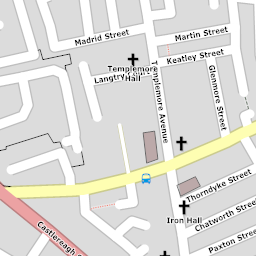 Madrid Street
Martin Street
Keatley Street
Templemore
Hall
Langtry
Templemore Avenue
Glenmore Street
Thorndyke Street
Iron Hall
Chatworth Street
Paxton Street
Castlereagh